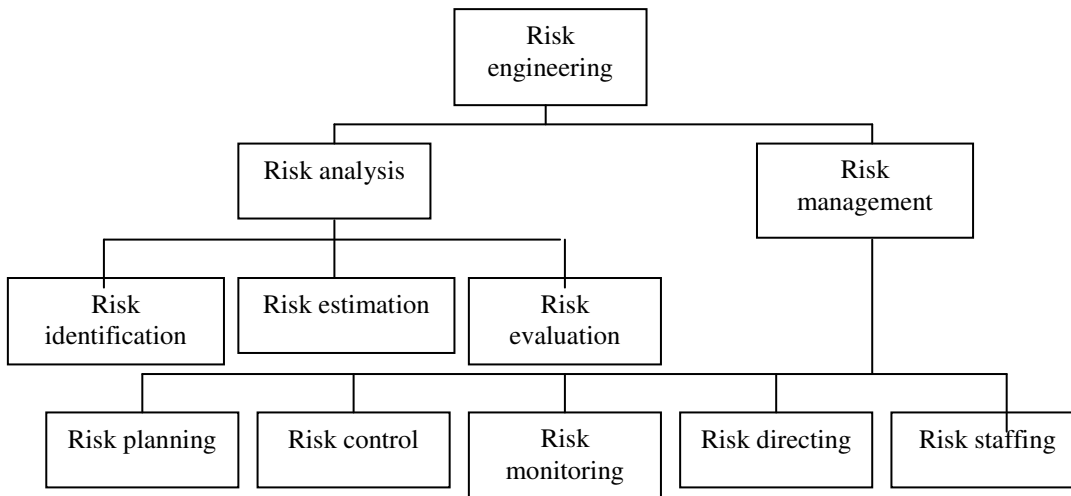 Risk
engineering
Risk analysis
Risk
management
Risk
identification
Risk estimation
Risk
evaluation
Risk planning
Risk control
Risk
monitoring
Risk directing
Risk staffing